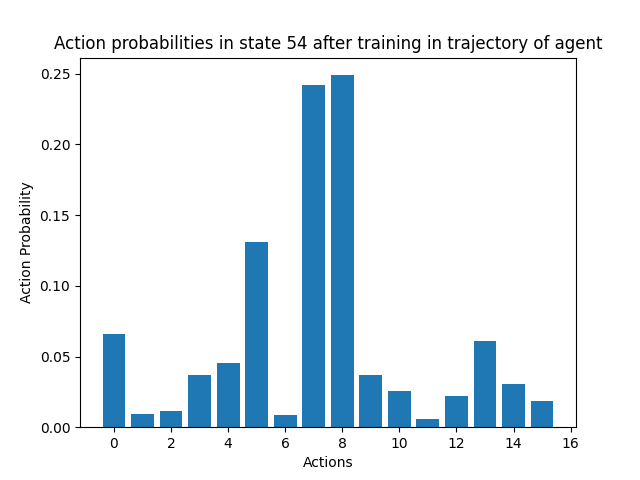 Action probabilities in state 54 after training in trajectory of agent
0.25
0.20
0.15
0.10
0.05
0.00
Action Probability
0 2 4 6 8 10 12 14 16
Actions